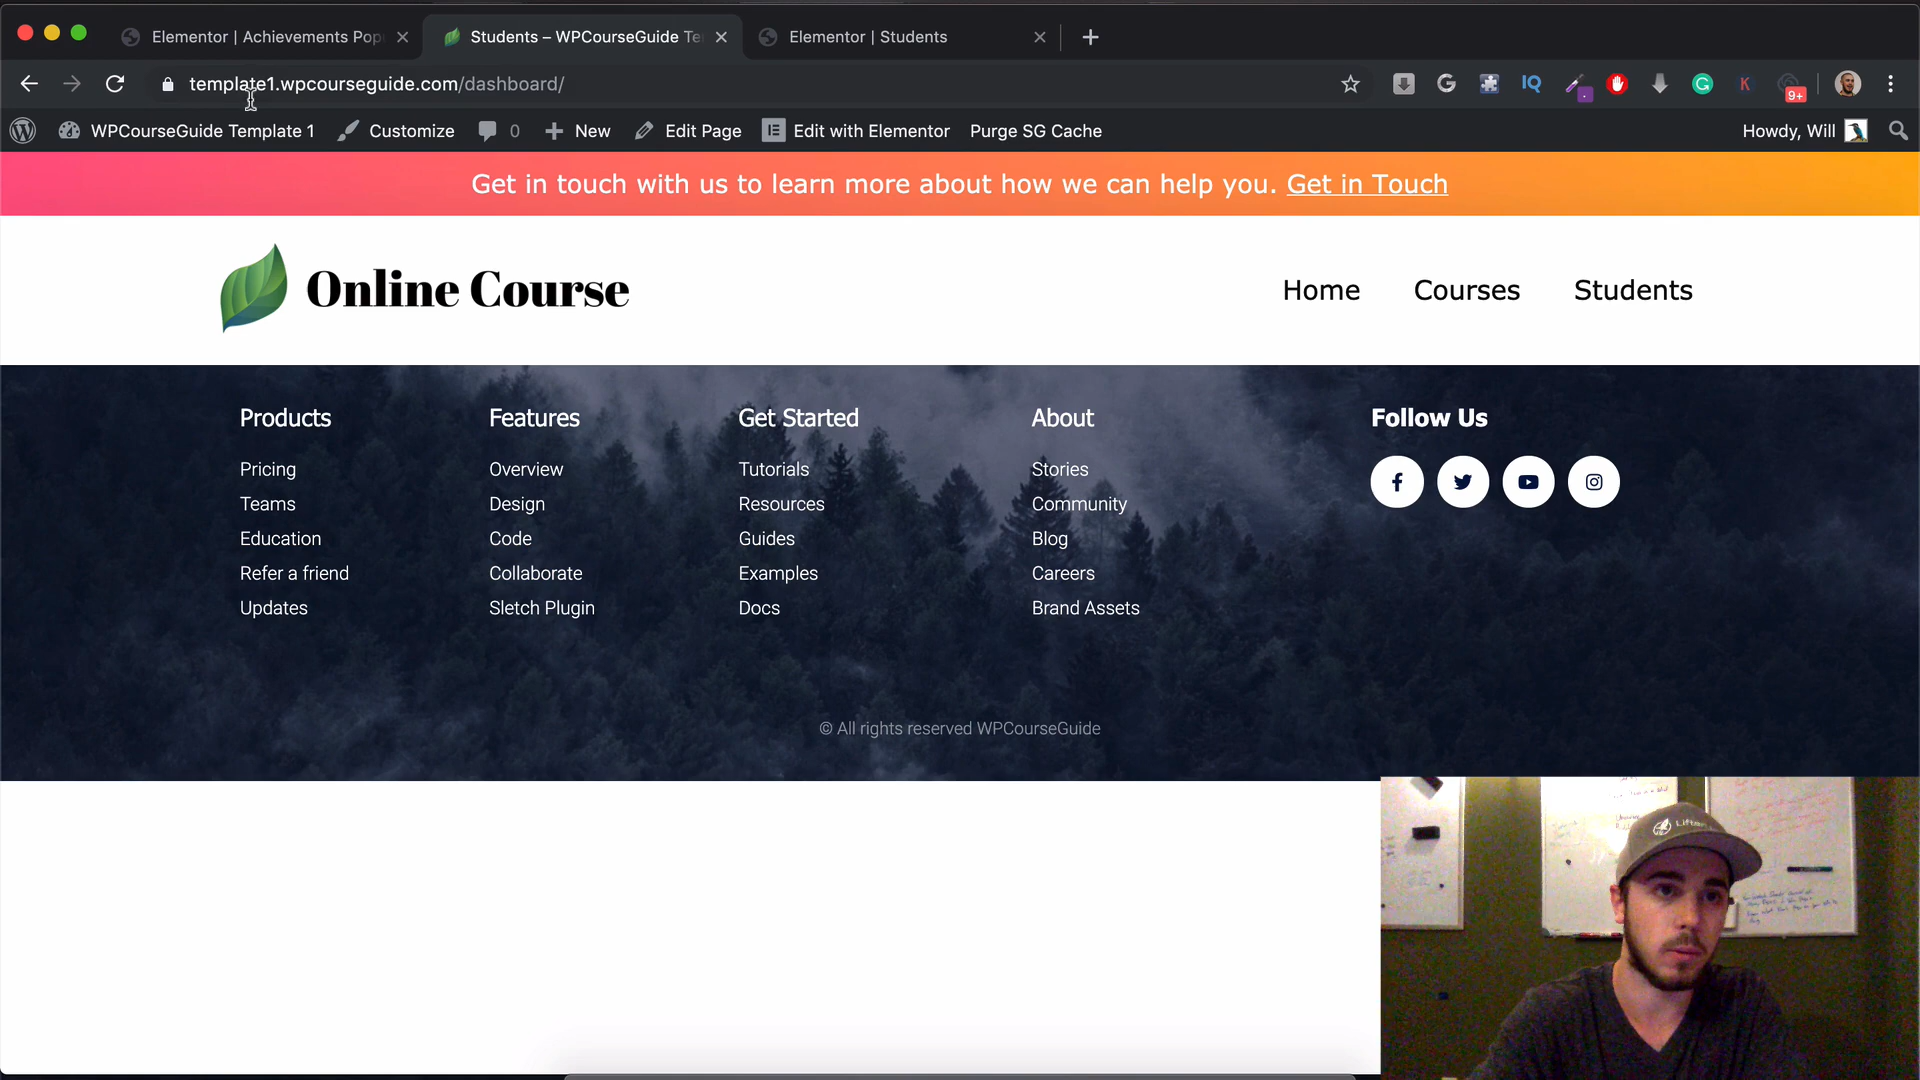 Elementor | Achievements Pop
Students – WPCourseGuide Te
Elementor | Students
template1.wpcourseguide.com/dashboard/
IQ
K
9+
WPCourseGuide Template 1
Customize
0
New
Edit Page
Edit with Elementor
Purge SG Cache
Howdy, Will
Get in touch with us to learn more about how we can help you. Get in Touch
Online Course
Home
Courses
Students
Products
Pricing
Teams
Education
Refer a friend
Updates
Features
Overview
Design
Code
Collaborate
Sletch Plugin
Get Started
Tutorials
Resources
Guides
Examples
Docs
About
Stories
Community
Blog
Careers
Brand Assets
Follow Us
© All rights reserved WPCourseGuide